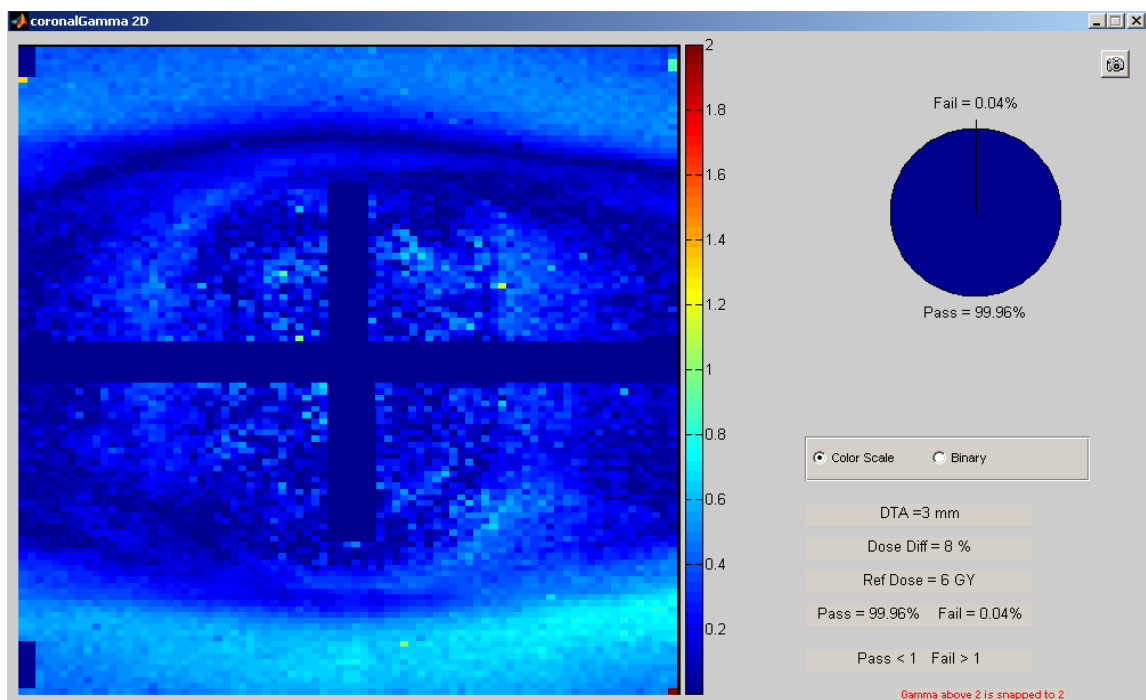 coronalGamma 2D
2
1.8
1.6
1.4
1.2
1
0.8
0.6
0.4
0.2
Fail = 0.04%
Pass = 99.96%
Color Scale Binary
DTA =3 mm
Dose Diff = 8 %
Ref Dose = 6 GY
Pass = 99.96% Fail = 0.04%
Pass < 1 Fail > 1
Gamma above 2 is snapped to 2